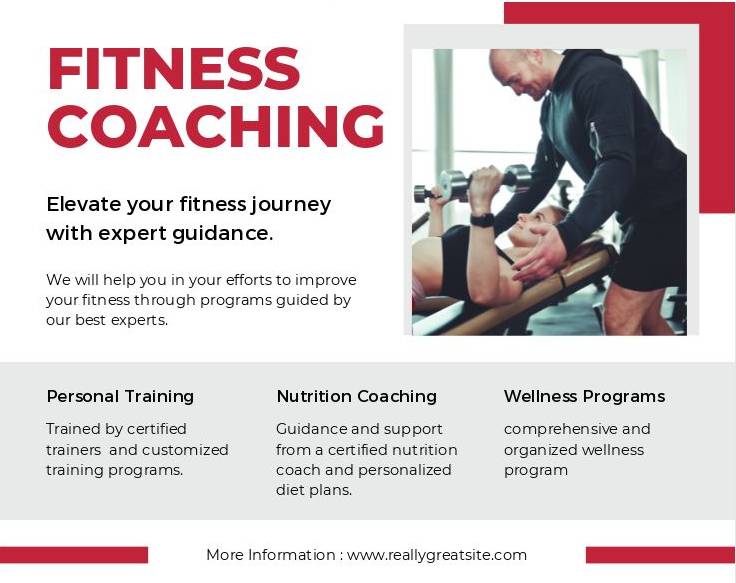 FITNESS
COACHING
Elevate your fitness journey
with expert guidance.
We will help you in your efforts to improve
your fitness through programs guided by
our best experts.
Personal Training
Trained by certified
trainers  and customized
training programs.
Nutrition Coaching
Guidance and support
from a certified nutrition
coach and personalized
diet plans.
Wellness Programs
comprehensive and
organized wellness
program
More Information : www.reallygreatsite.com